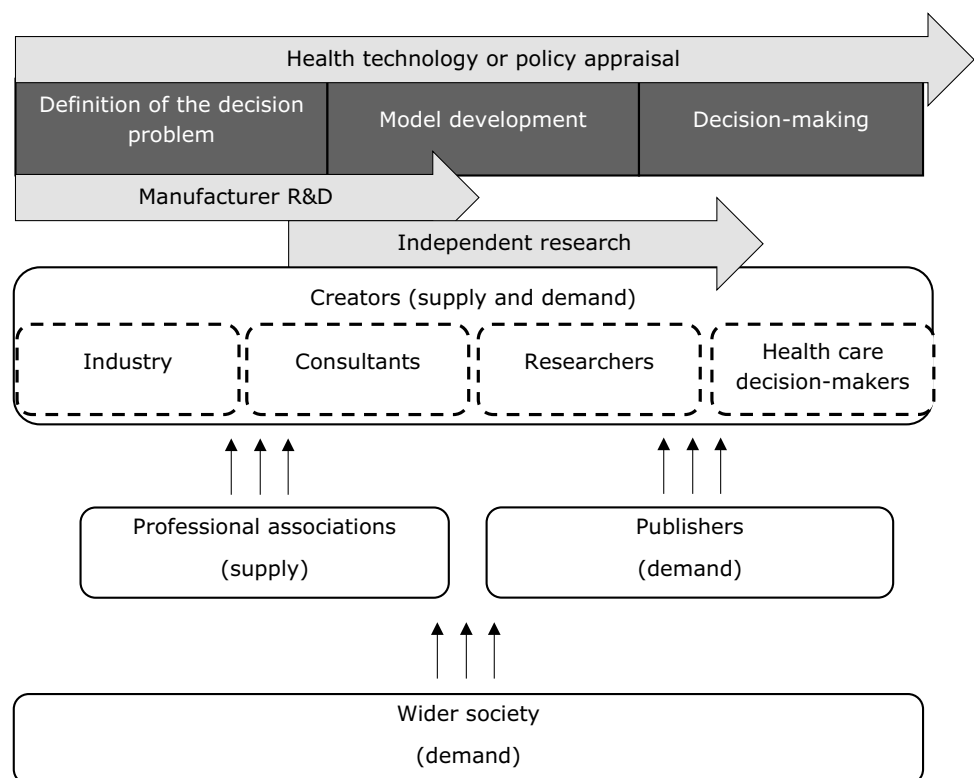 Health technology or policy appraisal
Definition of the decision
problem
Model development
Decision-making
Manufacturer R&D
Independent research
Creators (supply and demand)
Industry
Consultants
Researchers
Health care
decision-makers
Professional associations
(supply)
Publishers
(demand)
Wider society
(demand)